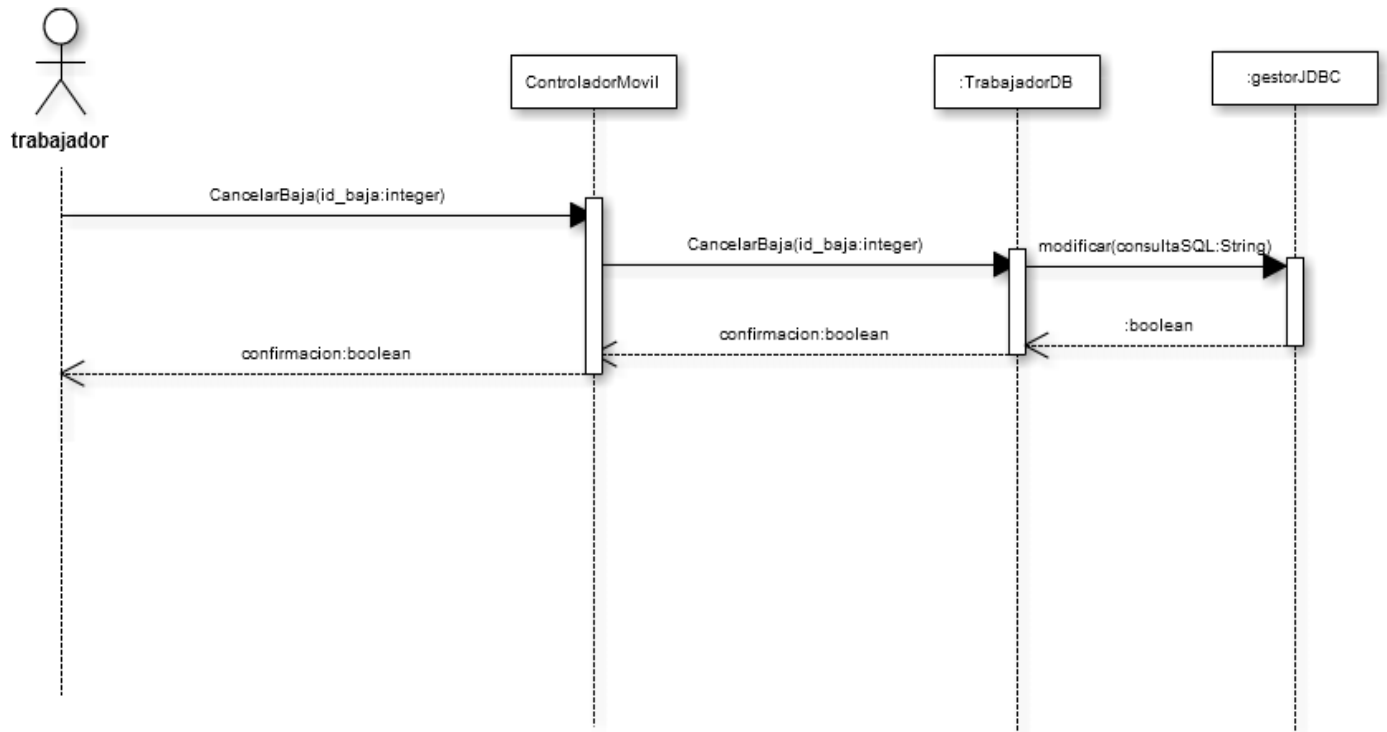 ControladorMovil
:TrabajadorDB
:gestorJDBC
trabajador
CancelarBaja(id_baja:integer)
CancelarBaja(id_baja:integer)
modificar(consultaSQL:String)
:boolean
confirmacion:boolean
confirmacion:boolean